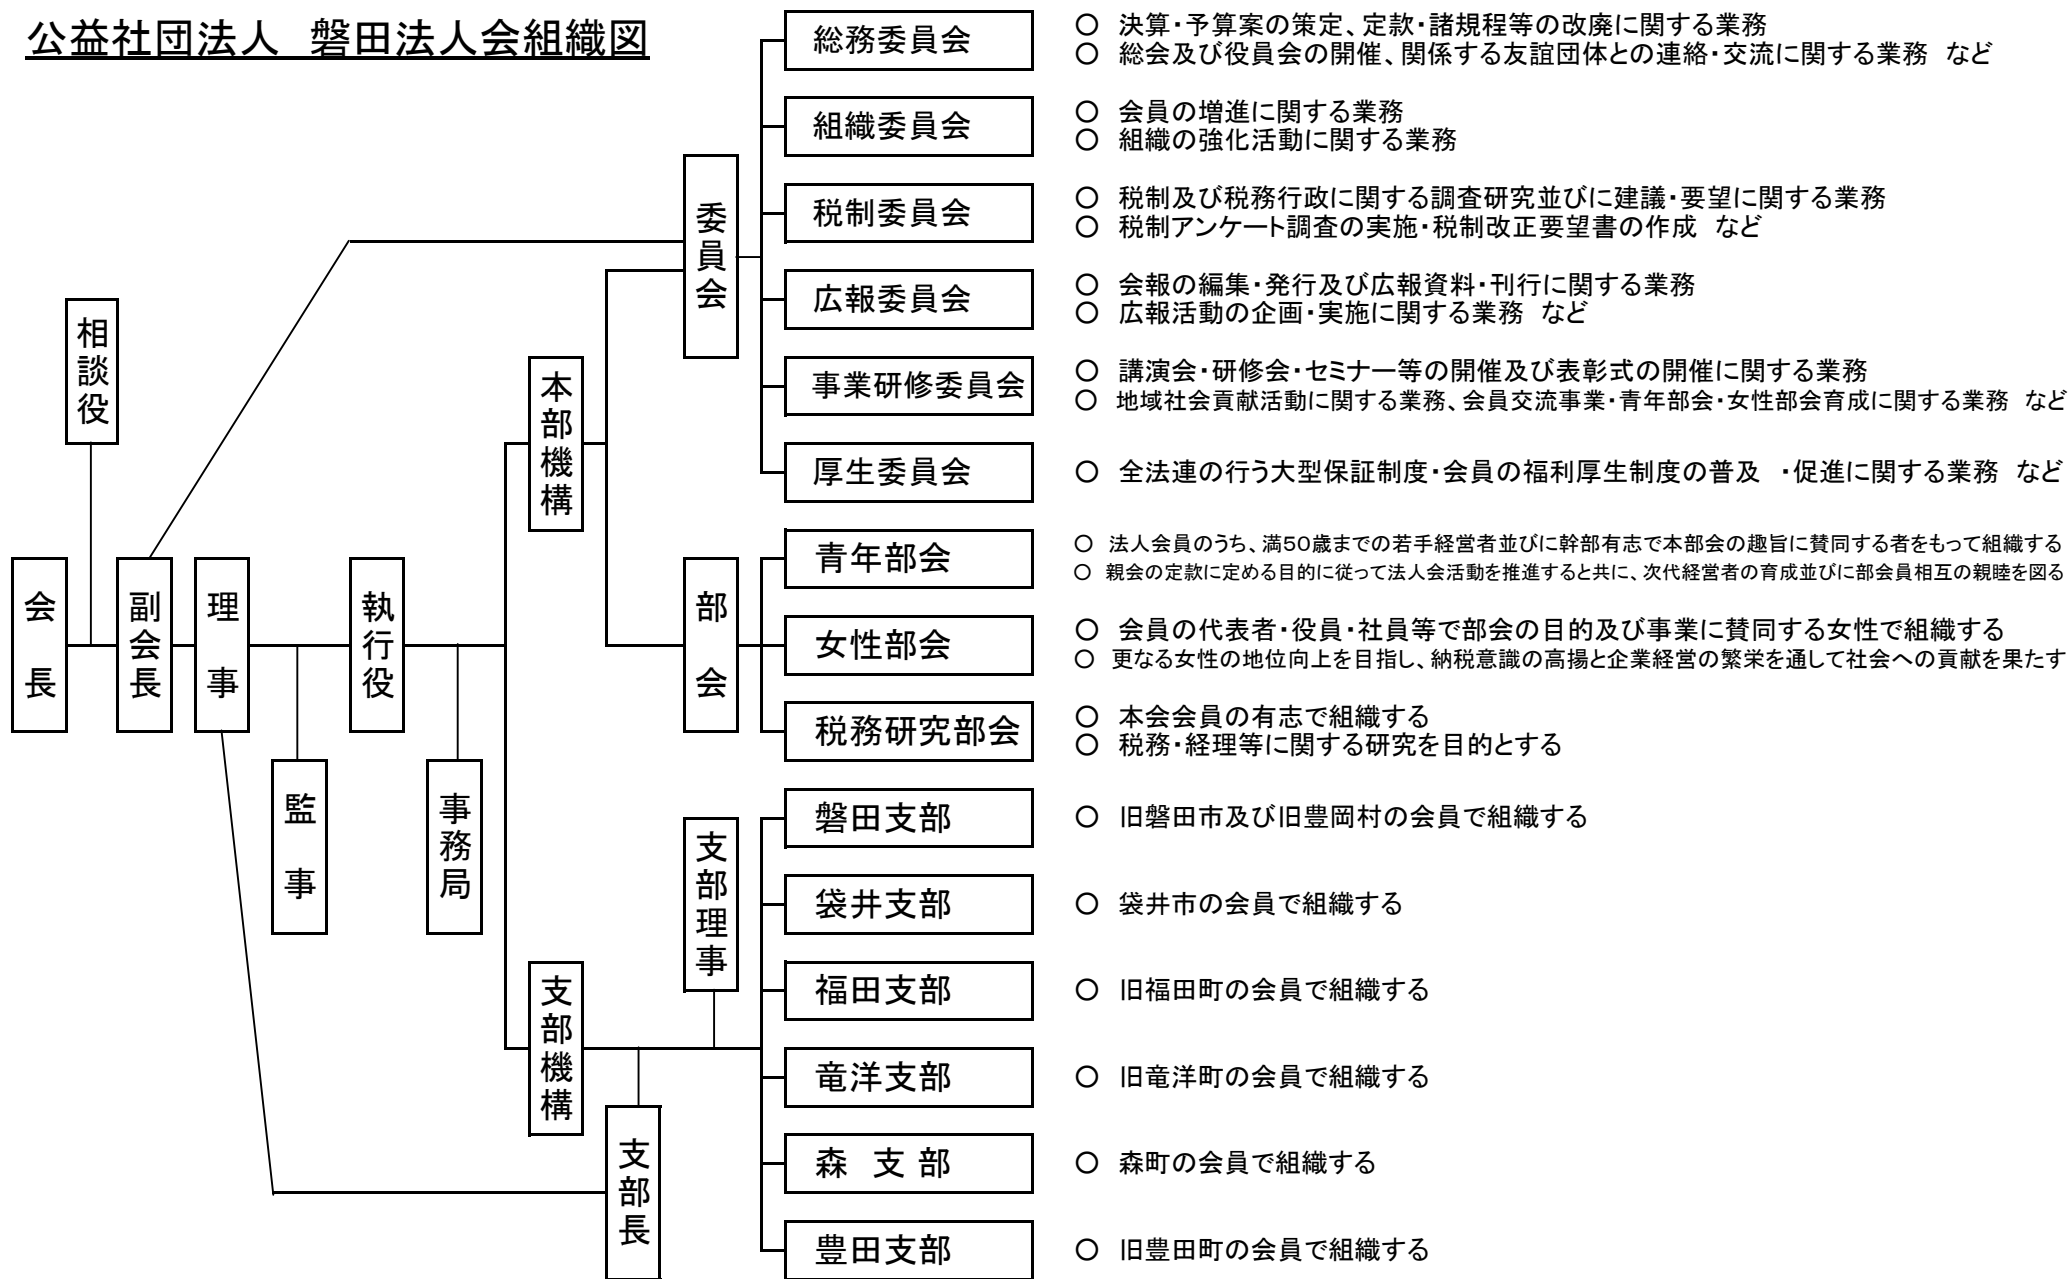 公益社団法人　磐田法人会組織図
会長
相談役
副会長
理事
監事
執行役
事務局
本部機構
支部機構
委員会
部会
支部理事
支部長
総務委員会
○ 決算・予算案の策定、定款・諸規程等の改廃に関する業務
○ 総会及び役員会の開催、関係する友誼団体との連絡・交流に関する業務　など
組織委員会
○ 会員の増進に関する業務
○ 組織の強化活動に関する業務
税制委員会
○ 税制及び税務行政に関する調査研究並びに建議・要望に関する業務
○ 税制アンケート調査の実施・税制改正要望書の作成　など
広報委員会
○ 会報の編集・発行及び広報資料・刊行に関する業務
○ 広報活動の企画・実施に関する業務　など
事業研修委員会
○ 講演会・研修会・セミナー等の開催及び表彰式の開催に関する業務
○ 地域社会貢献活動に関する業務、会員交流事業・青年部会・女性部会育成に関する業務　など
厚生委員会
○ 全法連の行う大型保証制度・会員の福利厚生制度の普及　・促進に関する業務　など
青年部会
○ 法人会員のうち、満50歳までの若手経営者並びに幹部有志で本部会の趣旨に賛同する者をもって組織する
○ 親会の定款に定める目的に従って法人会活動を推進すると共に、次代経営者の育成並びに部会員相互の親睦を図る
女性部会
○ 会員の代表者・役員・社員等で部会の目的及び事業に賛同する女性で組織する
○ 更なる女性の地位向上を目指し、納税意識の高揚と企業経営の繁栄を通して社会への貢献を果たす
税務研究部会
○ 本会会員の有志で組織する
○ 税務・経理等に関する研究を目的とする
磐田支部
○ 旧磐田市及び旧豊岡村の会員で組織する
袋井支部
○ 袋井市の会員で組織する
福田支部
○ 旧福田町の会員で組織する
竜洋支部
○ 旧竜洋町の会員で組織する
森 支 部
○ 森町の会員で組織する
豊田支部
○ 旧豊田町の会員で組織する